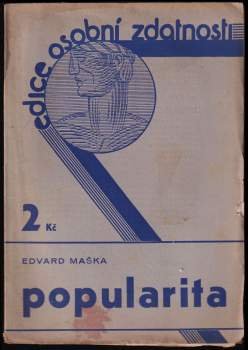 edice osobní zdatnosti
2 Kč
EDVARD MAŠKA
popularita